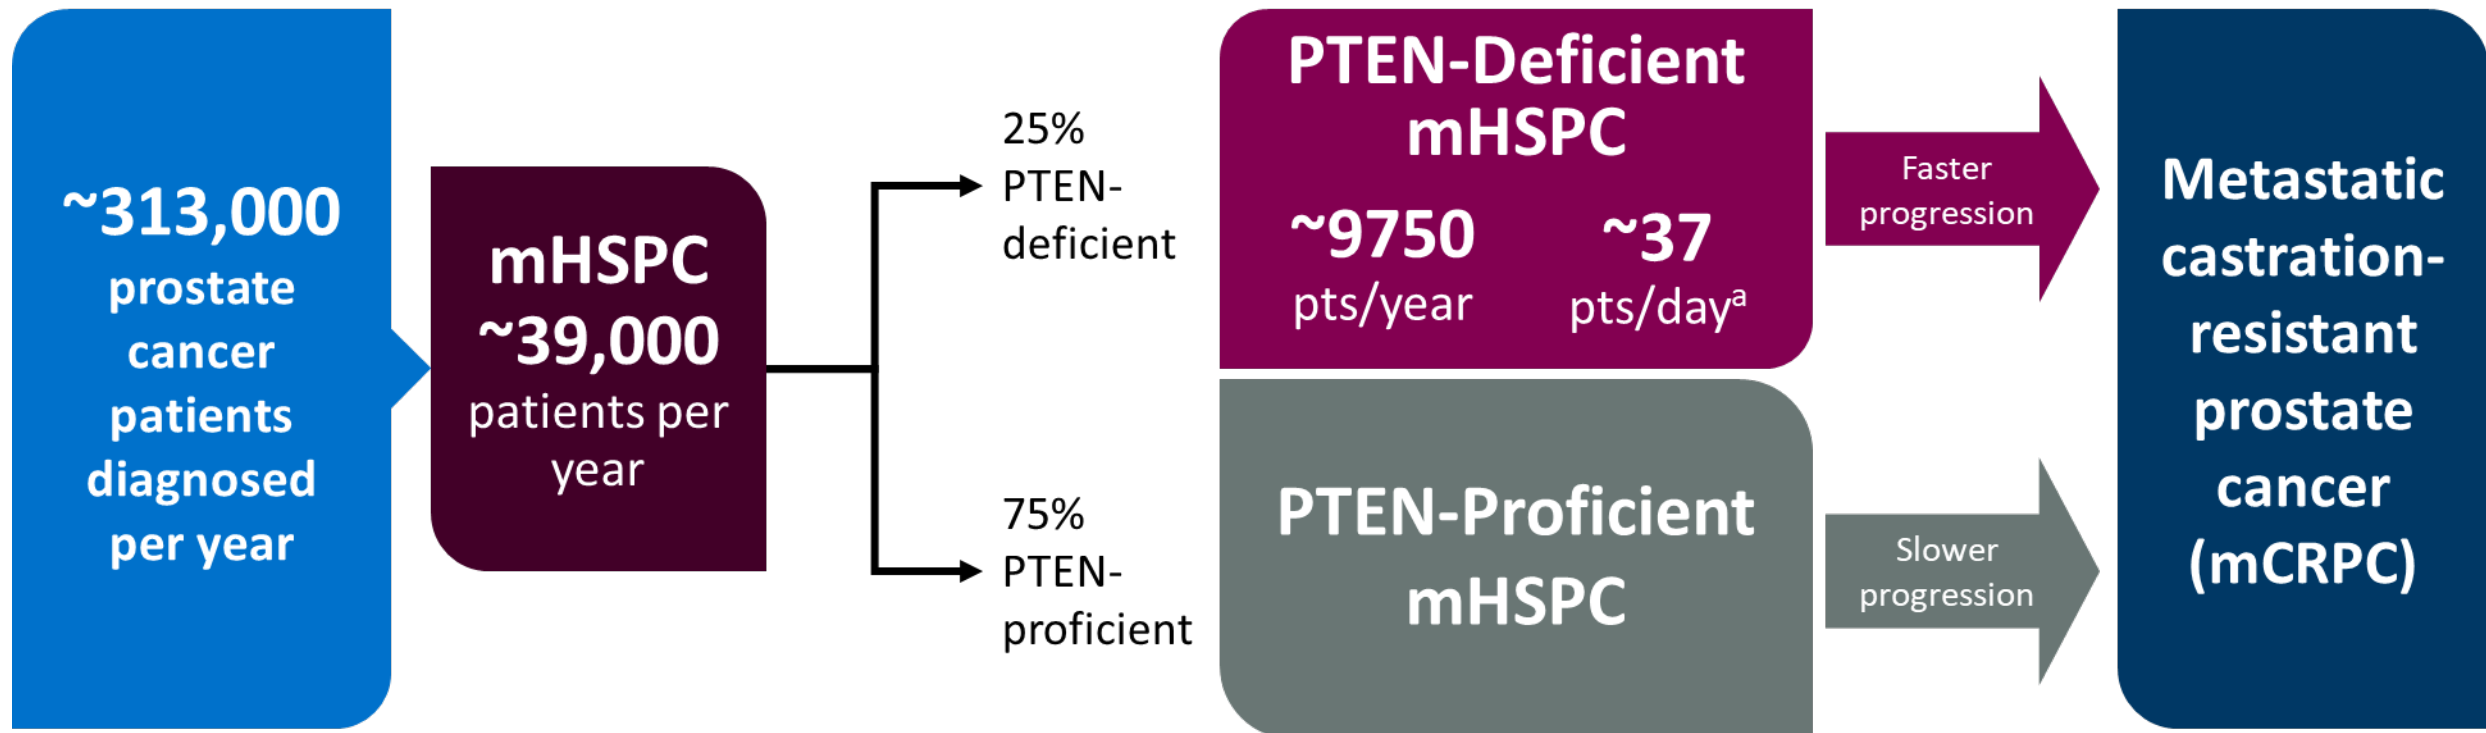 ~313,000
prostate
cancer
patients
diagnosed
per year
mHSPC
~39,000
patients per
year
25%
PTEN-
deficient
75%
PTEN-
proficient
PTEN-Deficient
mHSPC
~9750
pts/year
~37
pts/dayᵃ
PTEN-Proficient
mHSPC
Faster
progression
Slower
progression
Metastatic
castration-
resistant
prostate
cancer
(mCRPC)